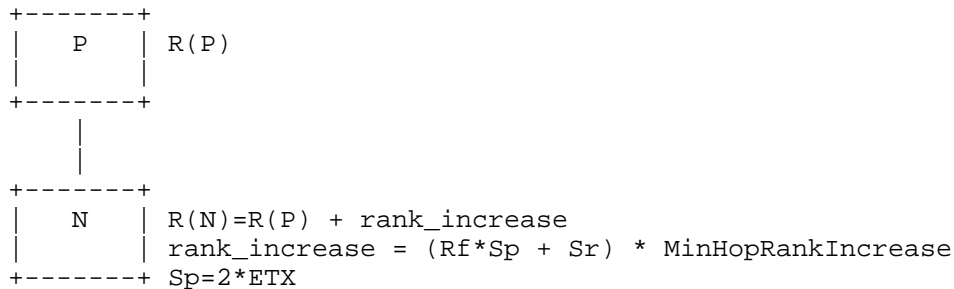 P R(P)
N R(N)=R(P) + rank_increase
rank_increase = (Rf*Sp + Sr) * MinHopRankIncrease
Sp=2*ETX